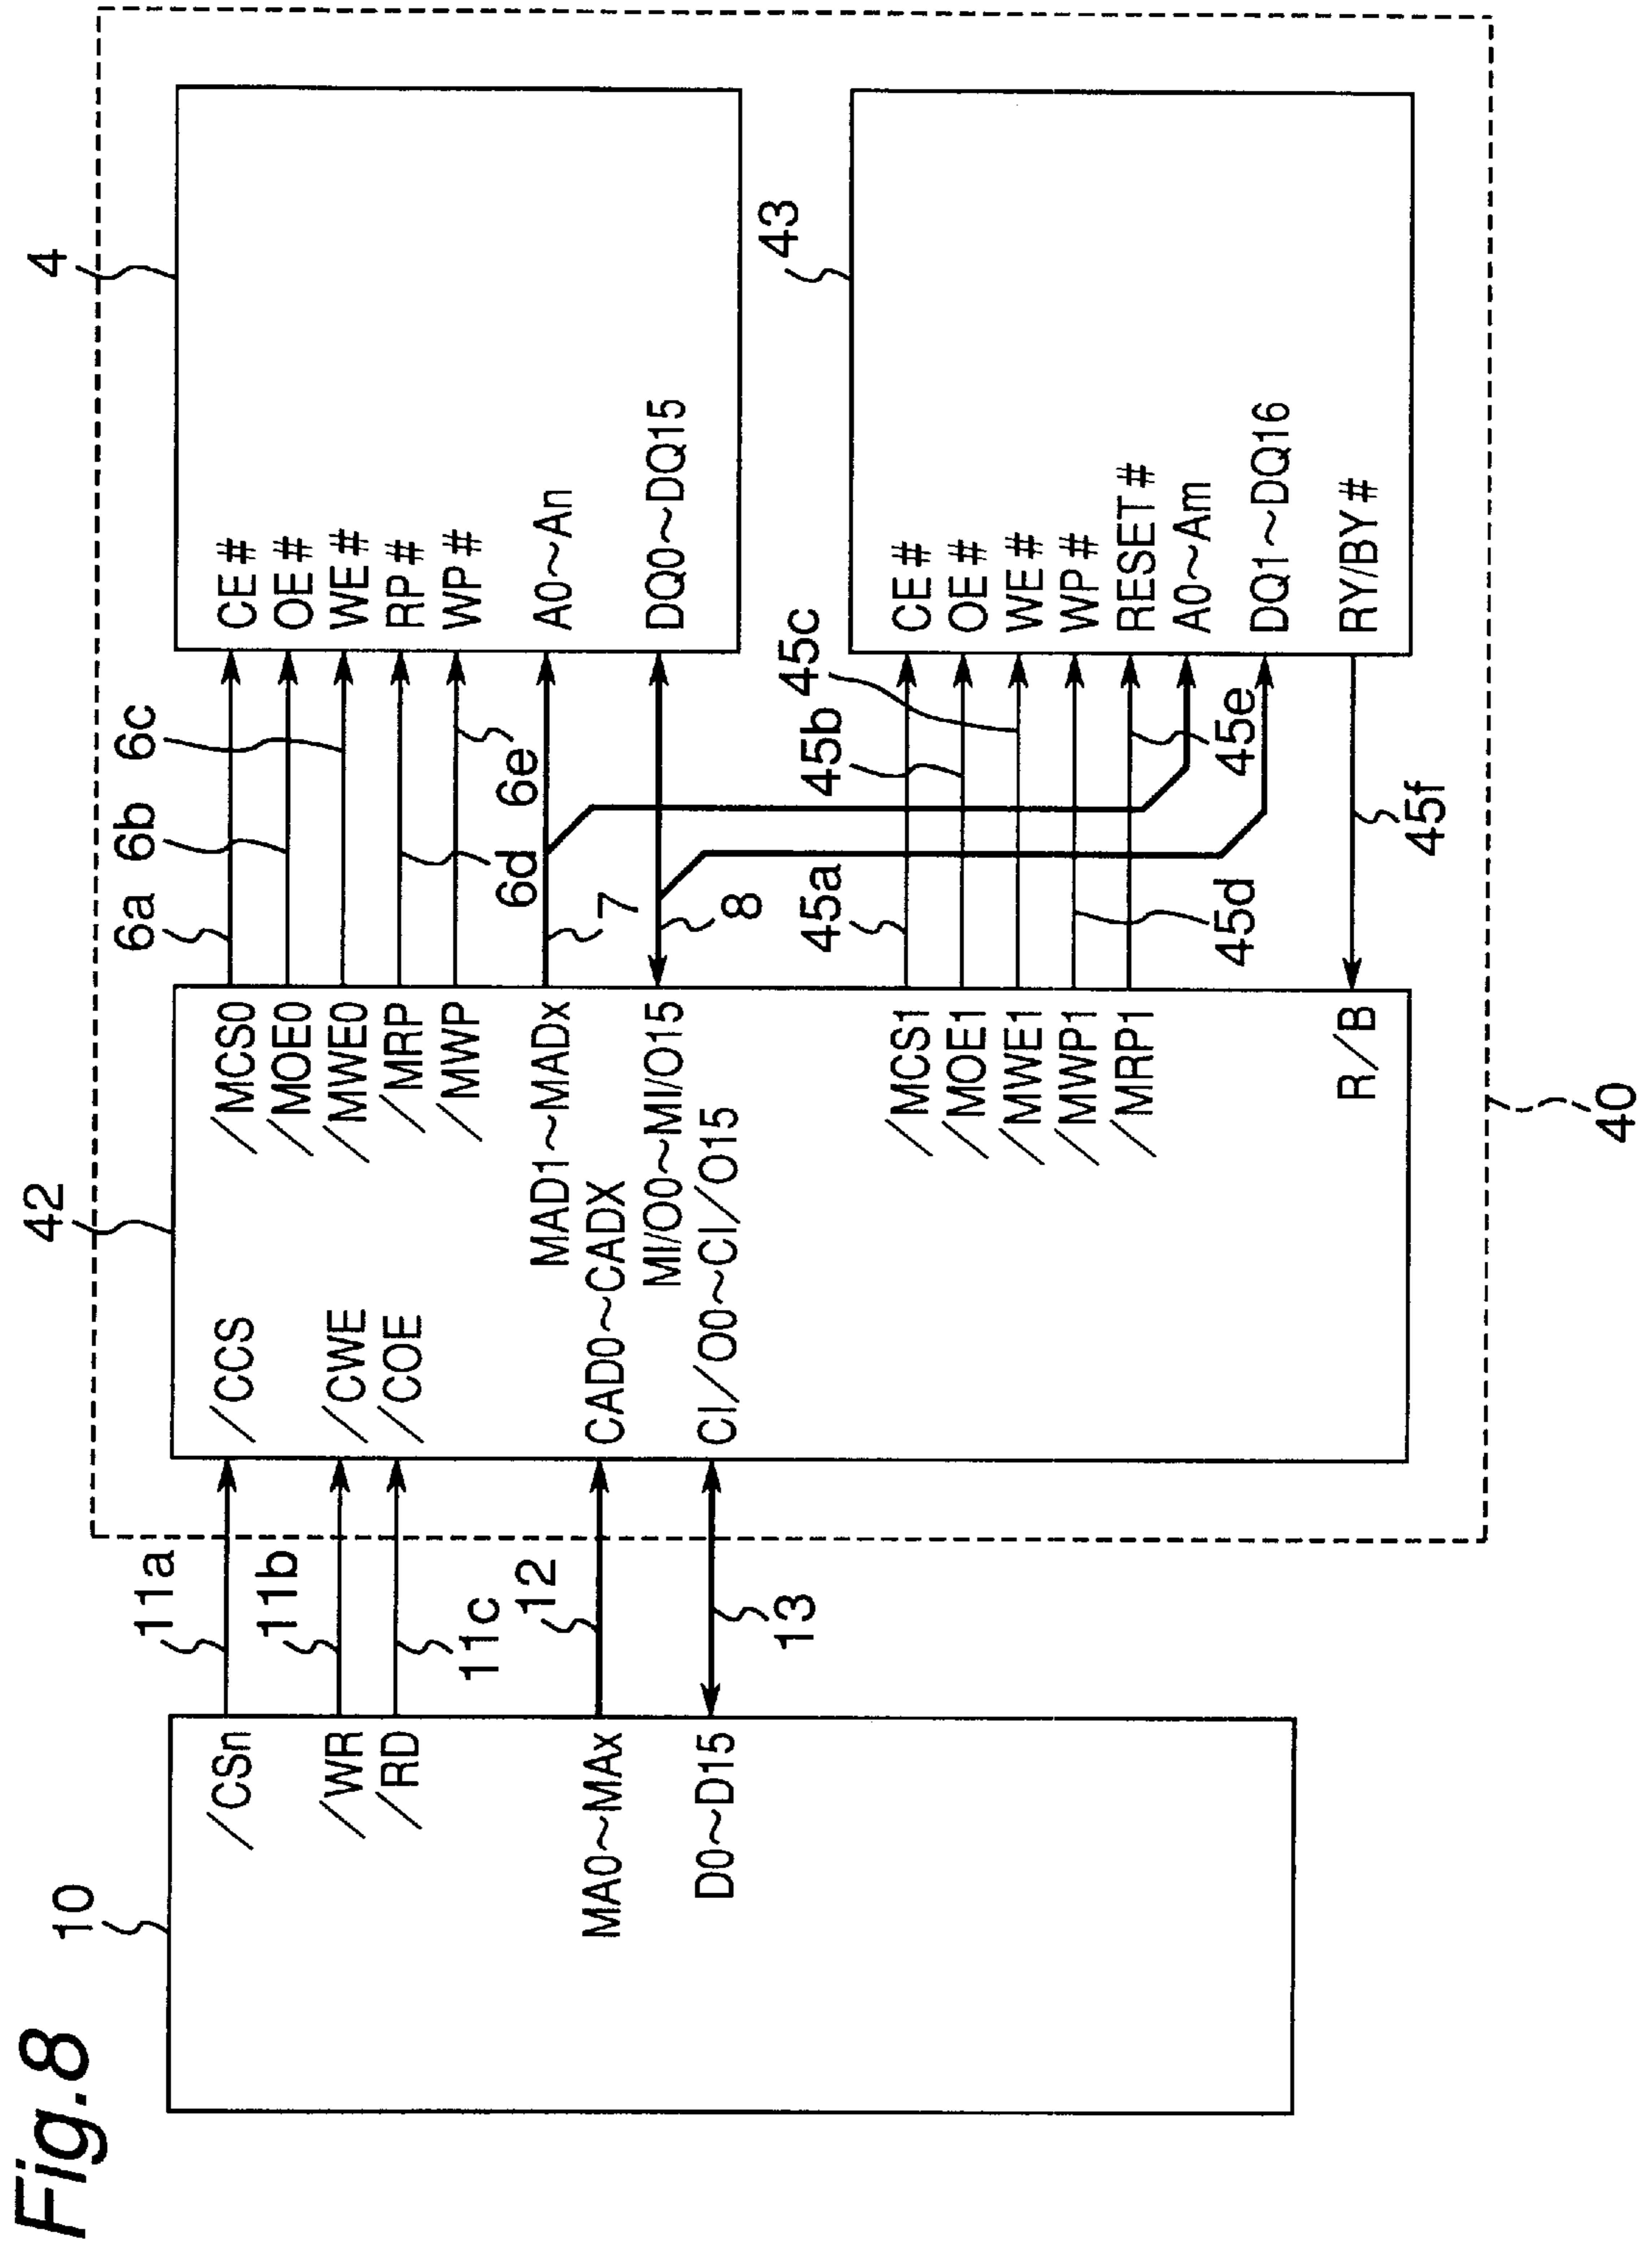 Fig.8
10
/CSn
/WR
/RD
MA0~MAx
D0~D15
11a
11b
11c
12
13
42
/CCS
/CWE
/COE
CAD0~CADX
CI/O0~CI/O15
/MCS0
/MOE0
/MWE0
/MRP
/MWP
MAD1~MADx
MI/O0~MI/O15
/MCS1
/MOE1
/MWE1
/MWP1
/MRP1
R/B
6a
6b
6c
6d
6e
7
8
45a
45b
45c
45d
45e
45f
4
CE#
OE#
WE#
RP#
WP#
A0~An
DQ0~DQ15
43
CE#
OE#
WE#
WP#
RESET#
A0~Am
DQ1~DQ16
RY/BY#
40